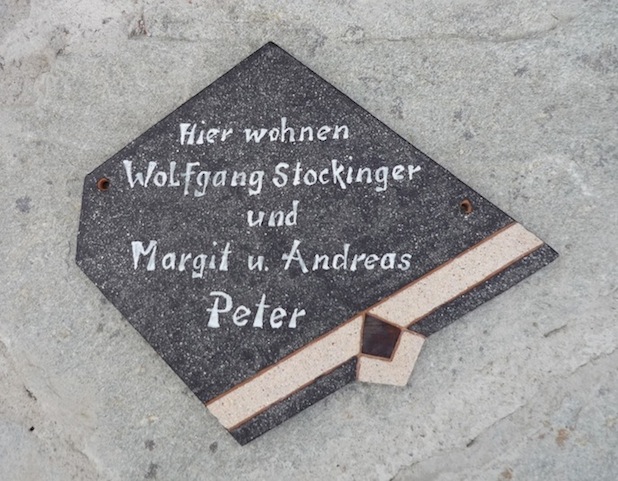 Hier wohnen
Wolfgang Stockinger
und
Margit u. Andreas
Peter